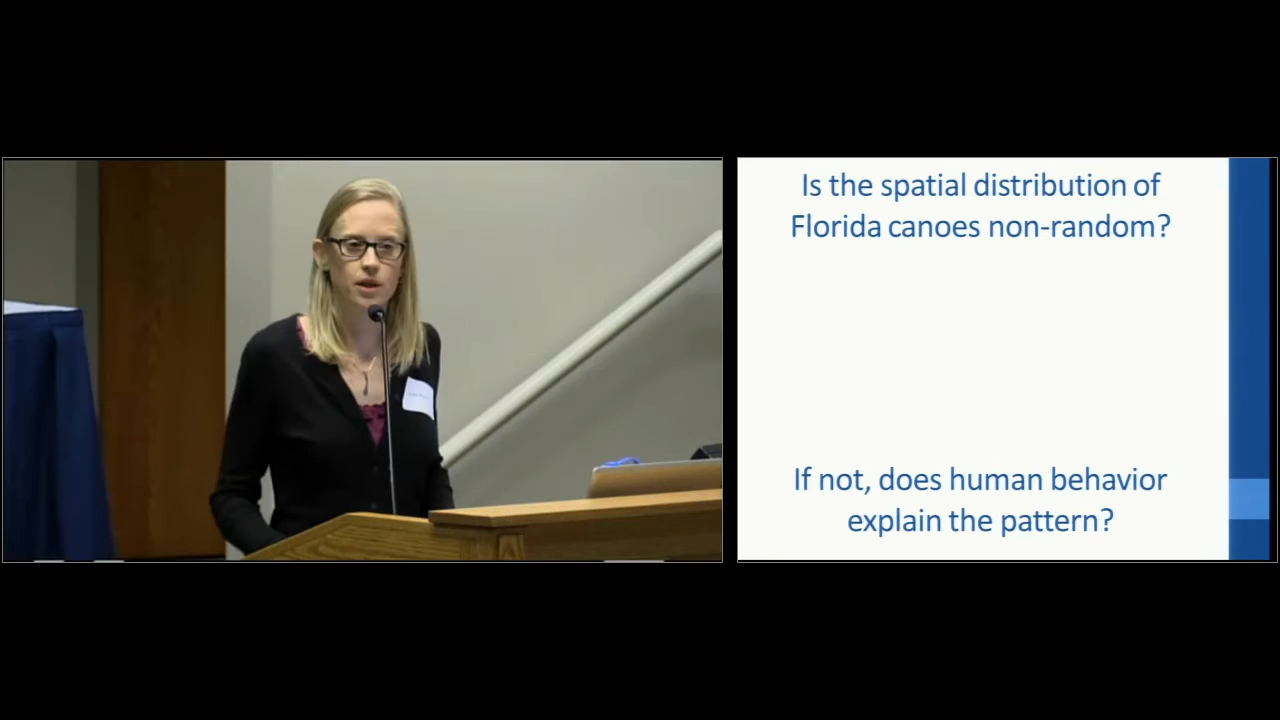 Is the spatial distribution of
Florida canoes non-random?
If not, does human behavior
explain the pattern?